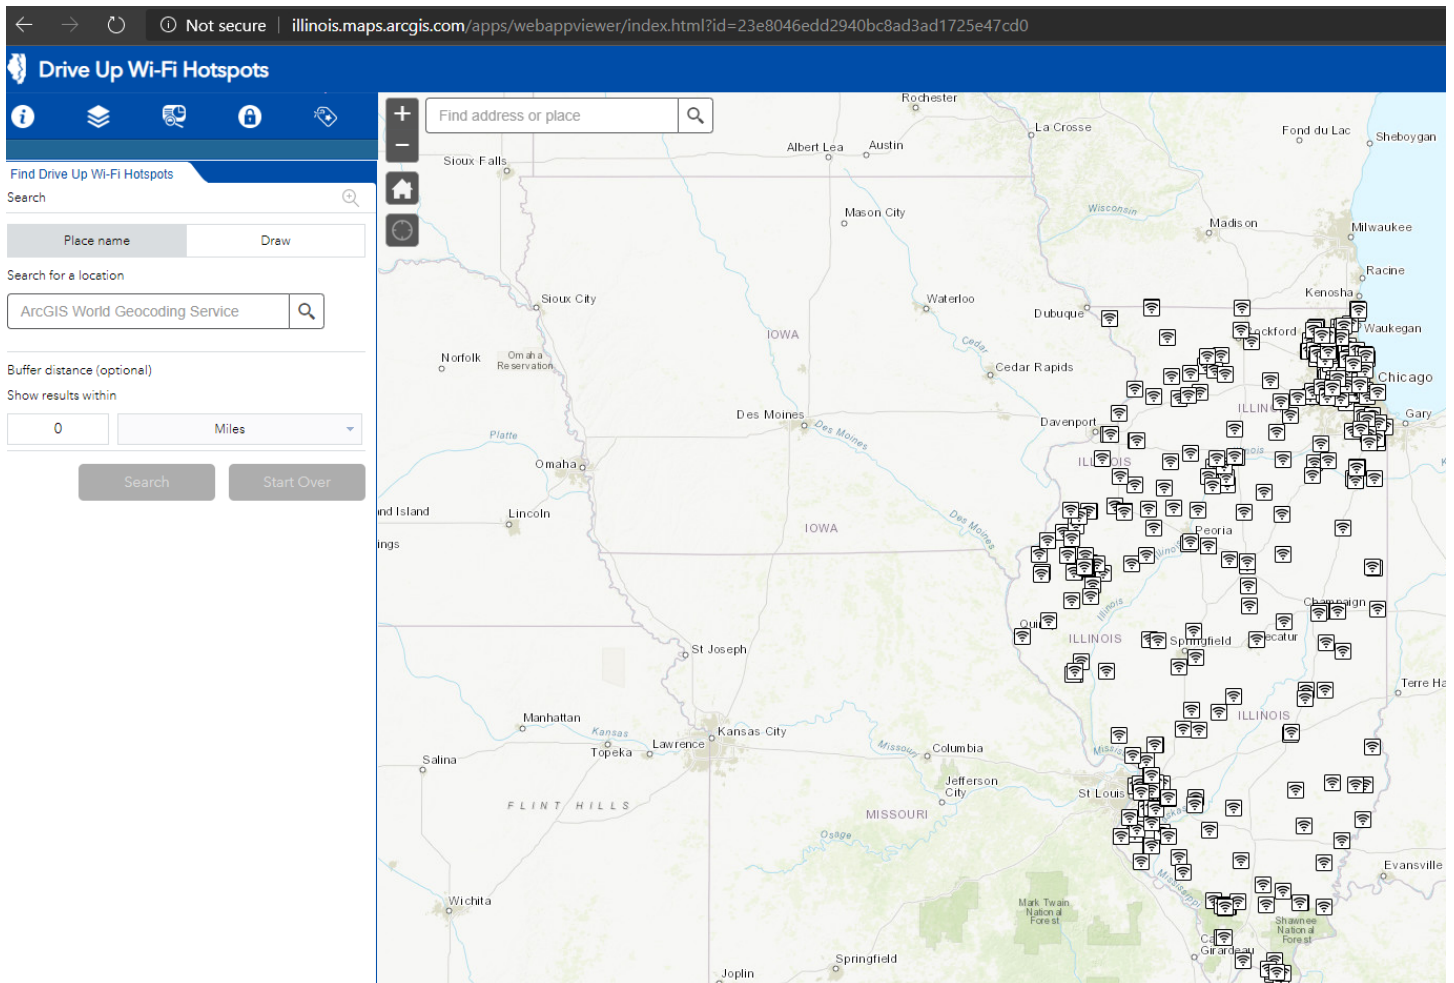 Not secure | illinois.maps.arcgis.com/apps/webappviewer/index.html?id=23e8046edd2940bc8ad3ad1725e47cd0
Drive Up Wi-Fi Hotspots
Find Drive Up Wi-Fi Hotspots
Search
Place name
Draw
Search for a location
ArcGIS World Geocoding Service
Buffer distance (optional)
Show results within
0
Miles
Search
Start Over
Find address or place
Rochester
La Crosse
Fond du Lac
Sheboygan
Albert Lea
Austin
Sioux Falls
Mason City
Wisconsin
Madison
Milwaukee
Racine
Kenosha
Sioux City
Waterloo
Dubuque
Waukegan
IOWA
Cedar
Norfolk
Omaha
Reservation
Cedar Rapids
Chicago
Des Moines
Davenport
Gary
Platte
Des Moines
Omaha
Lincoln
Des Moines
IOWA
Peoria
Illinois
ILLINOIS
Springfield
St Joseph
Manhattan
Kansas
Topeka
Lawrence
Kansas City
Missouri
Columbia
ILLINOIS
Salina
Jefferson
City
St Louis
FLINT HILLS
MISSOURI
Osage
Evansville
Wichita
Mississippi
Mark Twain
National
Forest
Shawnee
National
Forest
Girardeau
Springfield
Joplin